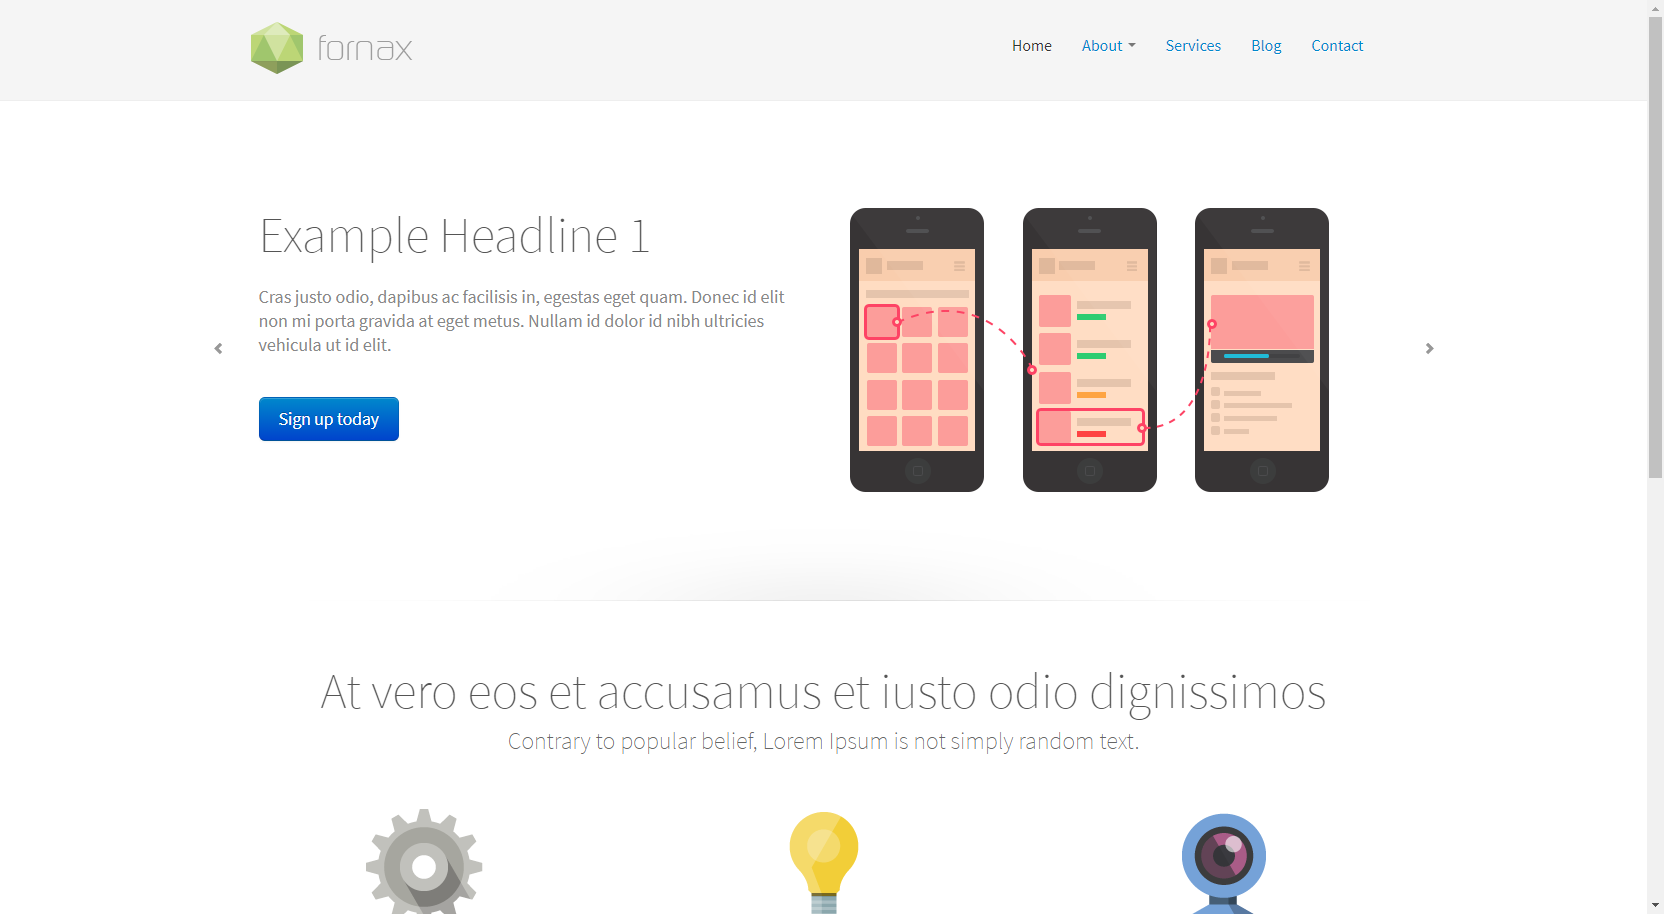 fornax
Home About Services Blog Contact
Example Headline 1
Cras justo odio, dapibus ac facilisis in, egestas eget quam. Donec id elit
non mi porta gravida at eget metus. Nullam id dolor id nibh ultricies
vehicula ut id elit.
Sign up today
At vero eos et accusamus et iusto odio dignissimos
Contrary to popular belief, Lorem Ipsum is not simply random text.